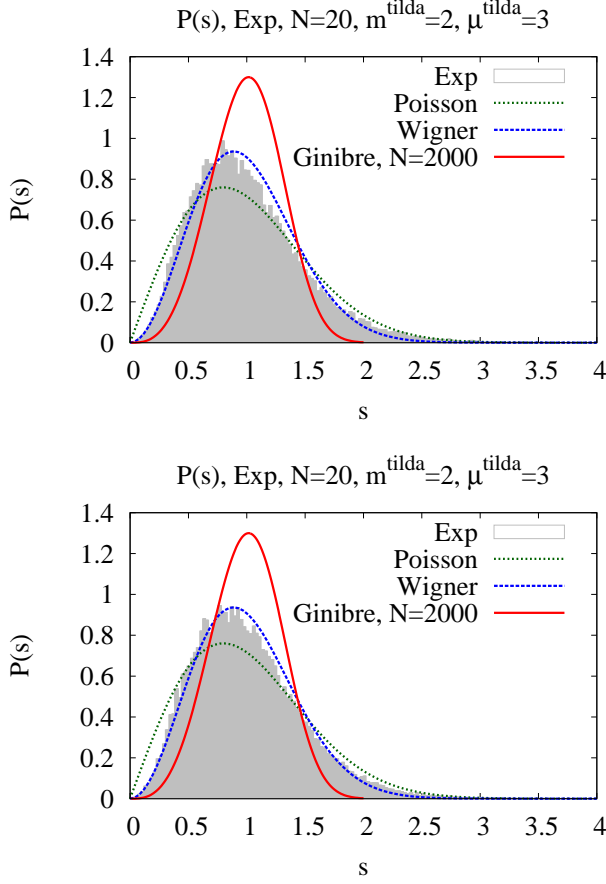 P(s), Exp, N=20, m^tilda=2, μ^tilda=3
1.4
1.2
1
0.8
0.6
0.4
0.2
0
P(s)
Exp
Poisson
Wigner
Ginibre, N=2000
0 0.5 1 1.5 2 2.5 3 3.5 4
s
P(s), Exp, N=20, m^tilda=2, μ^tilda=3
1.4
1.2
1
0.8
0.6
0.4
0.2
0
P(s)
Exp
Poisson
Wigner
Ginibre, N=2000
0 0.5 1 1.5 2 2.5 3 3.5 4
s